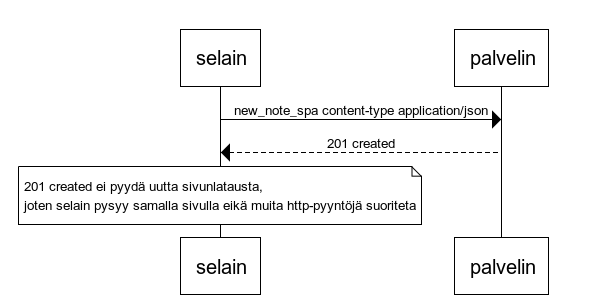 selain
palvelin
new_note_spa content-type application/json
201 created
201 created ei pyydä uutta sivunlatausta,
joten selain pysyy samalla sivulla eikä muita http-pyyntöjä suoriteta
selain
palvelin